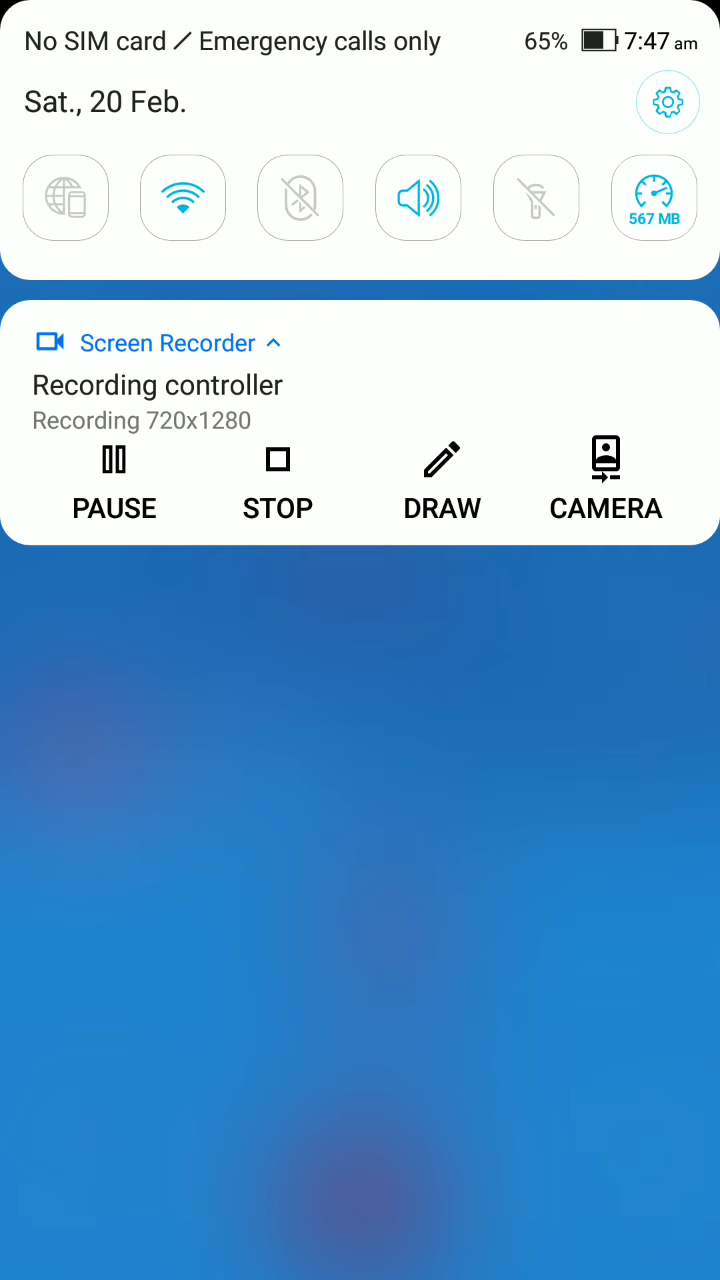 No SIM card / Emergency calls only 65% 7:47 am
Sat., 20 Feb.
567 MB
Screen Recorder
Recording controller
Recording 720x1280
PAUSE STOP DRAW CAMERA